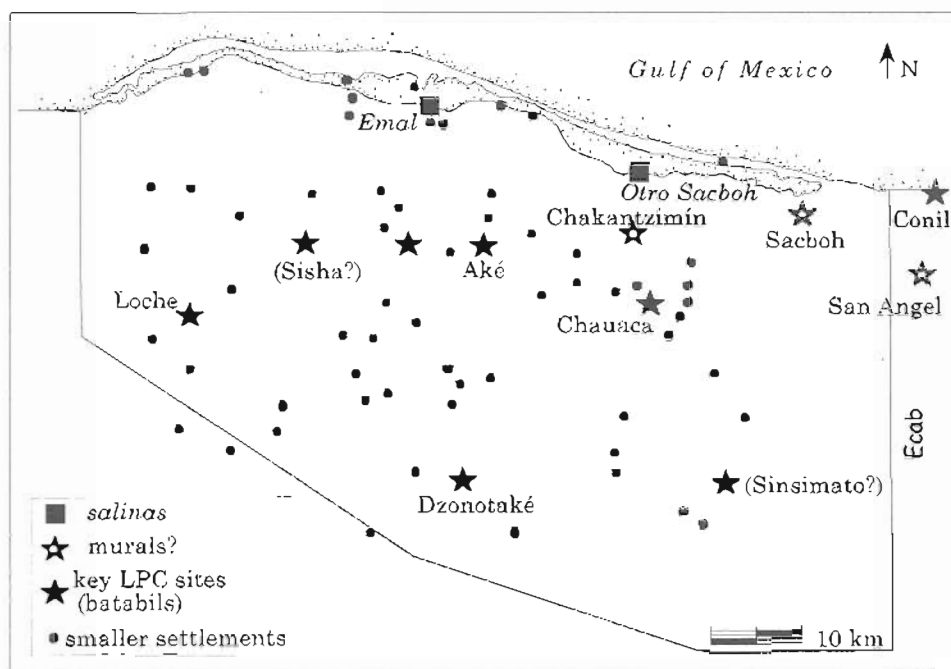 Gulf of Mexico
N
Emal
Otro Sacboh
Chakantzimín
Sacboh
Conil
(Sisha?)
Aké
San Angel
Loche
Chauaca
Ecab
Dzonotaké
(Sinsimato?)
salinas
murals?
key LPC sites
(batabils)
smaller settlements
10 km